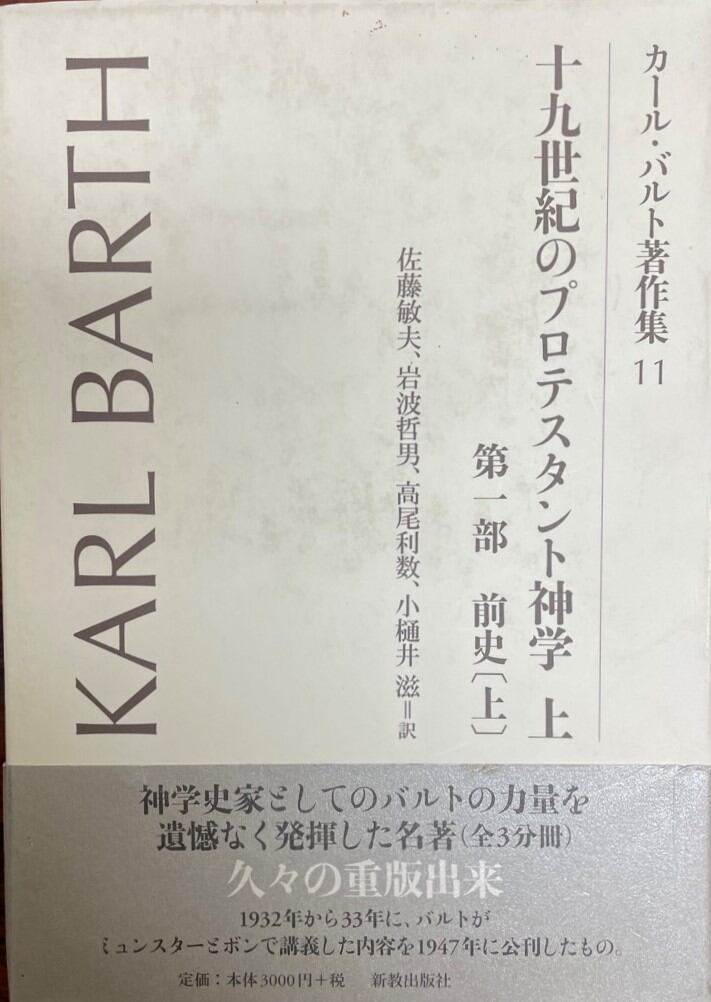 カール・バルト著作集 11
十九世紀のプロテスタント神学 上
第一部 前史〔上〕
佐藤敏夫、岩波哲男、高尾利数、小樋井 滋＝訳
KARL BARTH
神学史家としてのバルトの力量を
遺憾なく発揮した名著(全3分冊)
久々の重版出来
1932年から33年に、バルトが
ミュンスターとボンで講義した内容を1947年に公刊したもの。
定価：本体3000円+税 新教出版社